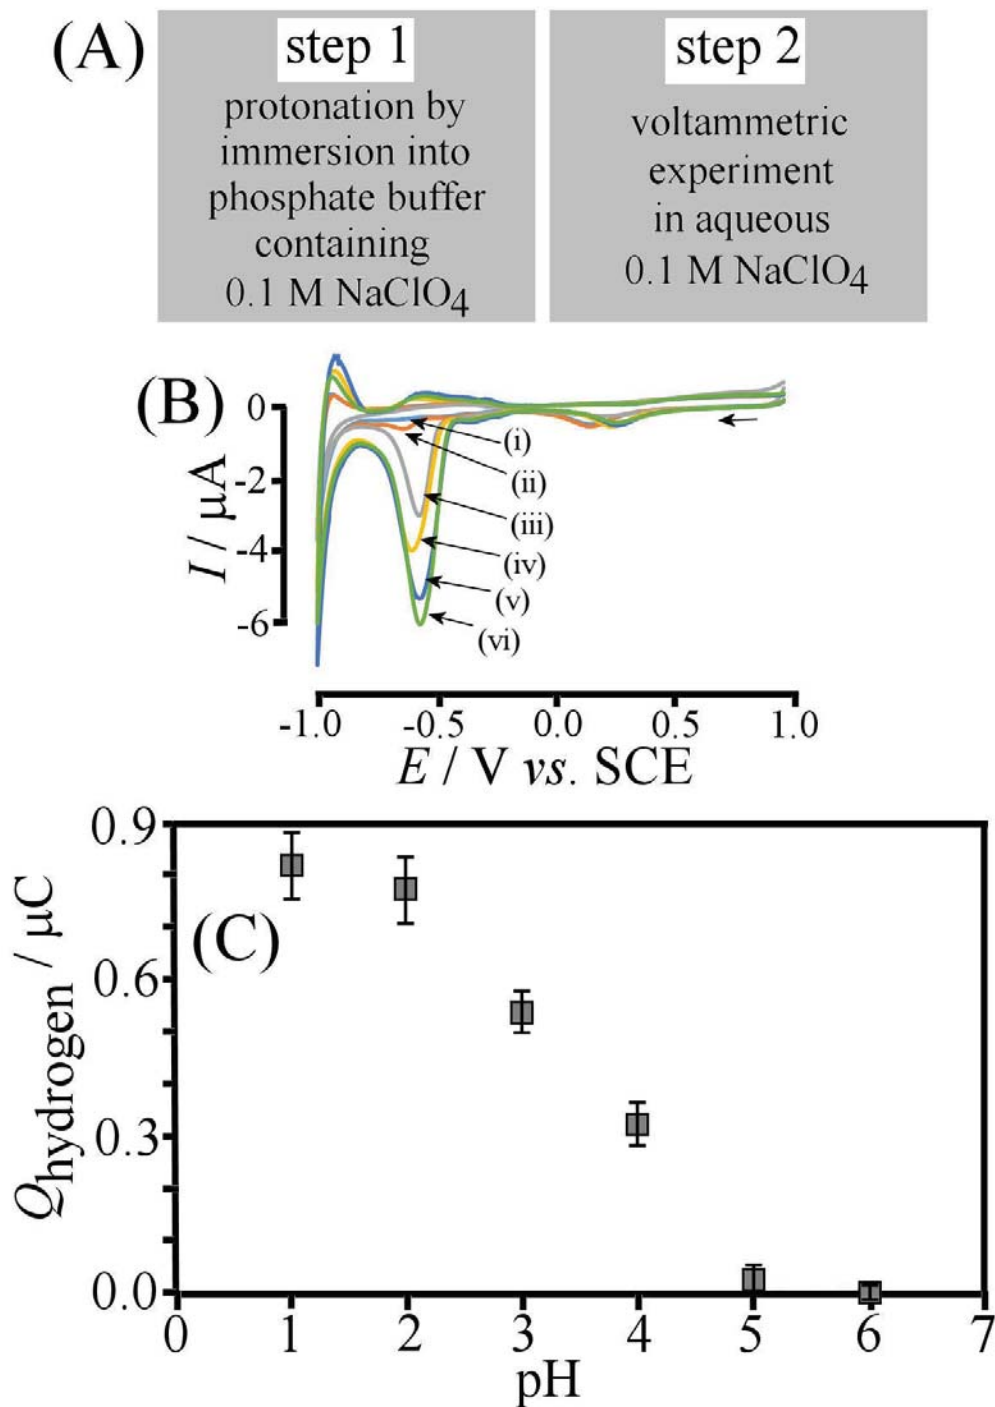 (A)
step 1
protonation by
immersion into
phosphate buffer
containing
0.1 M NaClO4
step 2
voltammetric
experiment
in aqueous
0.1 M NaClO4
(B)
0
-2
-4
-6
I / μA
(i)
(ii)
(iii)
(iv)
(v)
(vi)
-1.0 -0.5 0.0 0.5 1.0
E / V vs. SCE
(C)
0.9
0.6
0.3
0.0
Qhydrogen / μC
0 1 2 3 4 5 6 7
pH